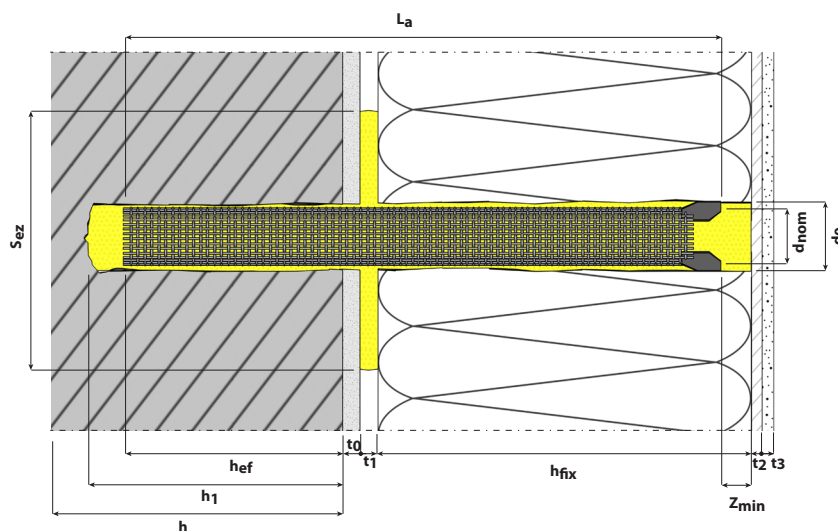 La
Sez
dnom
do
t0
t1
hef
hfix
t2 t3
h1
Zmin
h